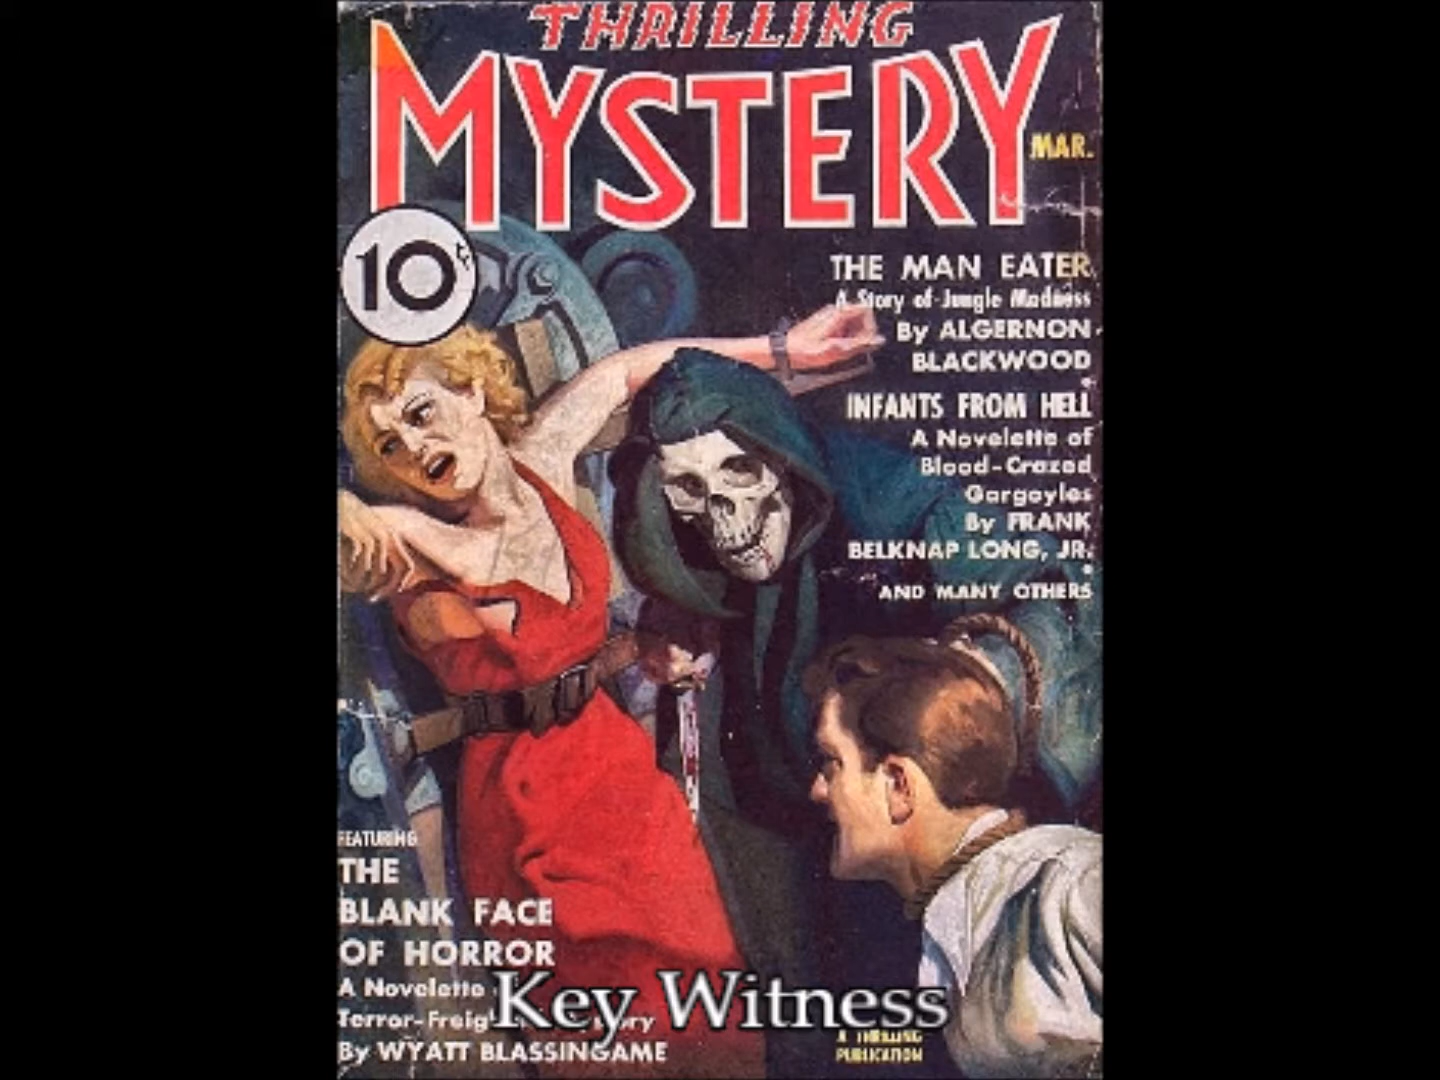 THRILLING
MYSTERY
MAR.
10¢
THE MAN EATER
A Story of Jungle Madness
By ALGERNON
BLACKWOOD
INFANTS FROM HELL
A Novelette of
Blood-Crazed
Gargoyles
By FRANK
BELKNAP LONG, JR.
AND MANY OTHERS
FEATURING
THE
BLANK FACE
OF HORROR
A Novelette
Key Witness
By WYATT BLASSINGAME
A THRILLING
PUBLICATION